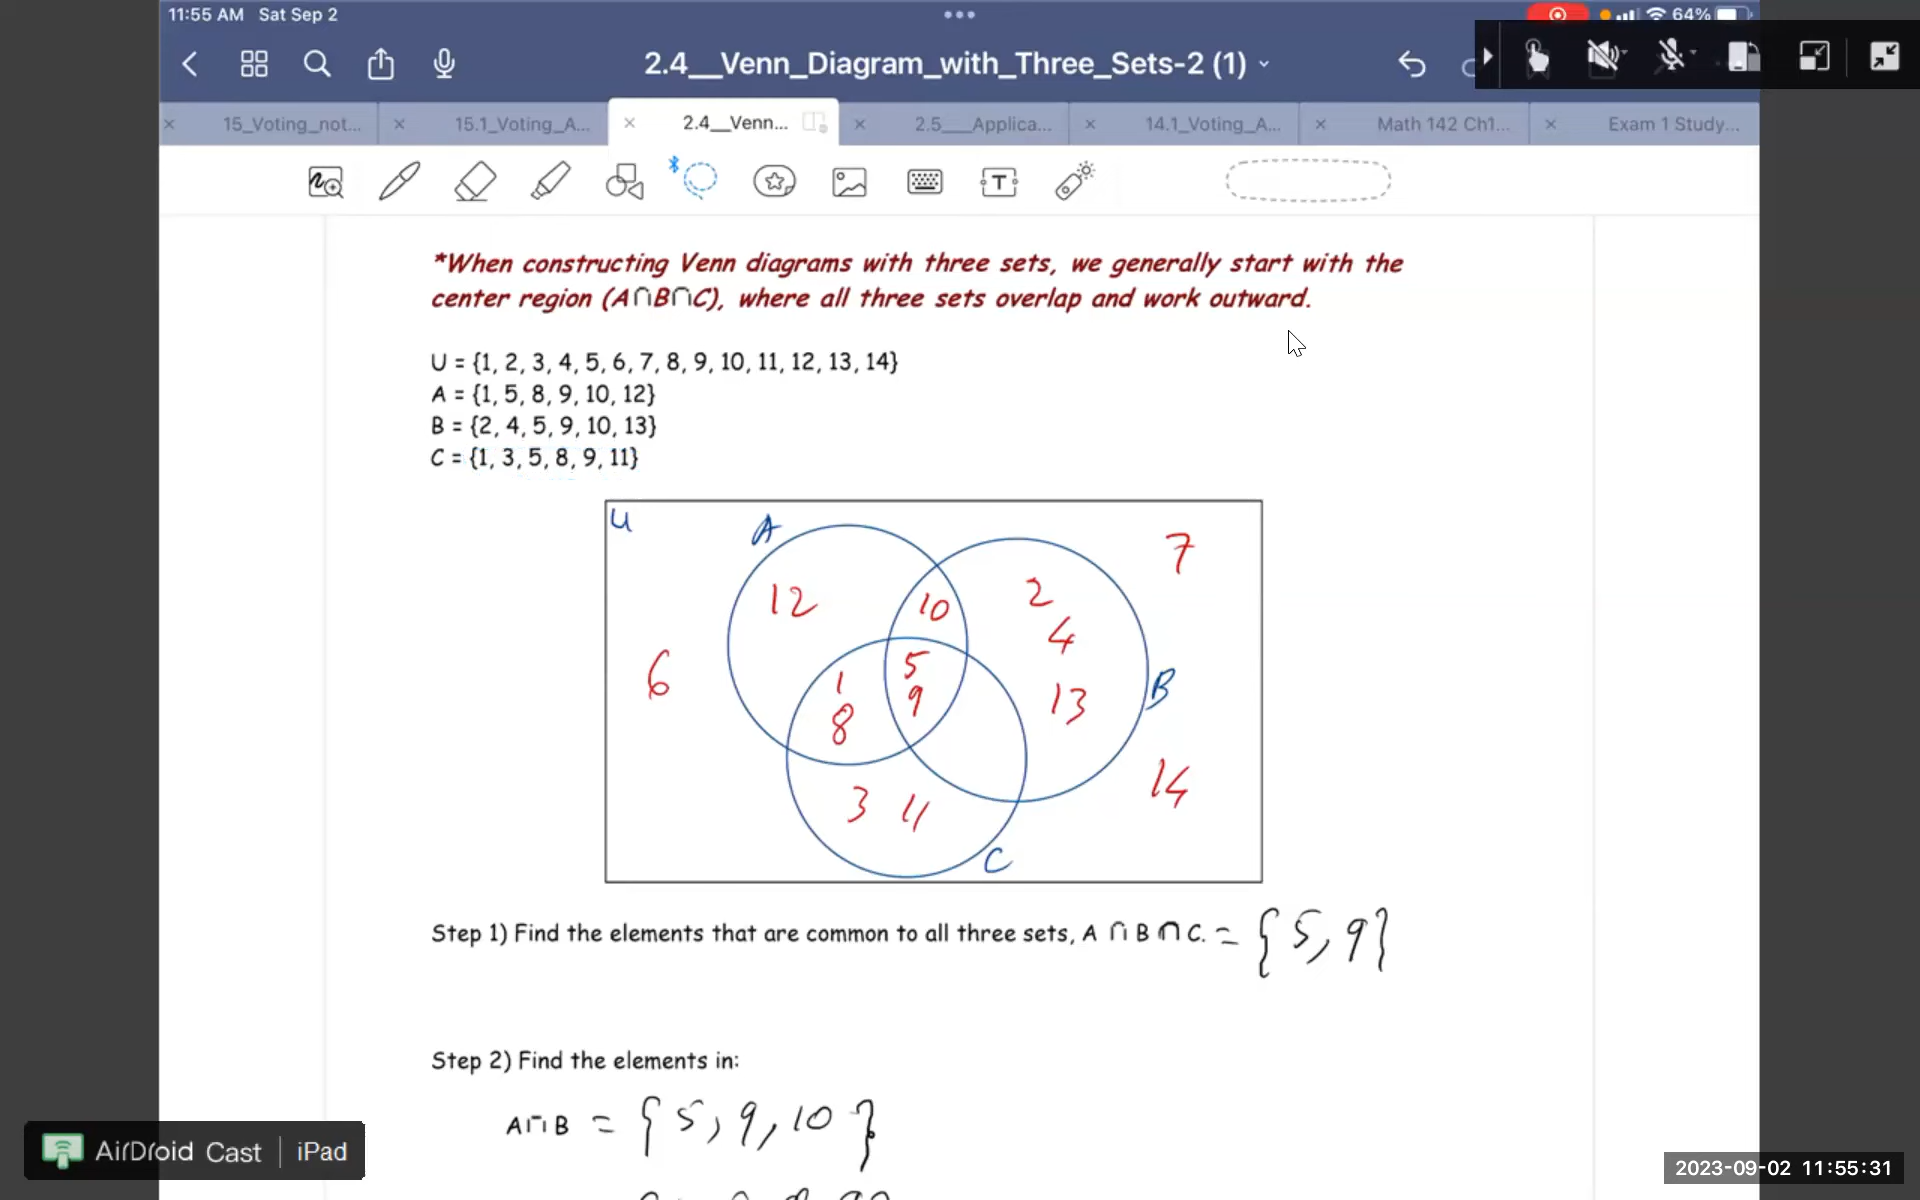 11:55 AM Sat Sep 2
64%
2.4__Venn_Diagram_with_Three_Sets-2 (1)
15_Voting_not...
15.1_Voting_A...
2.4__Venn...
2.5___Applica...
14.1_Voting_A...
Math 142 Ch1...
Exam 1 Study...
*When constructing Venn diagrams with three sets, we generally start with the
center region (A∩B∩C), where all three sets overlap and work outward.
U = {1, 2, 3, 4, 5, 6, 7, 8, 9, 10, 11, 12, 13, 14}
A = {1, 5, 8, 9, 10, 12}
B = {2, 4, 5, 9, 10, 13}
C = {1, 3, 5, 8, 9, 11}
U
A
7
12
10
2
4
6
1
5
B
8
9
13
14
3 11
C
Step 1) Find the elements that are common to all three sets, A ∩ B ∩ C. = {5, 9}
Step 2) Find the elements in:
A∩B = {5, 9, 10}
AirDroid Cast | iPad
2023-09-02 11:55:31